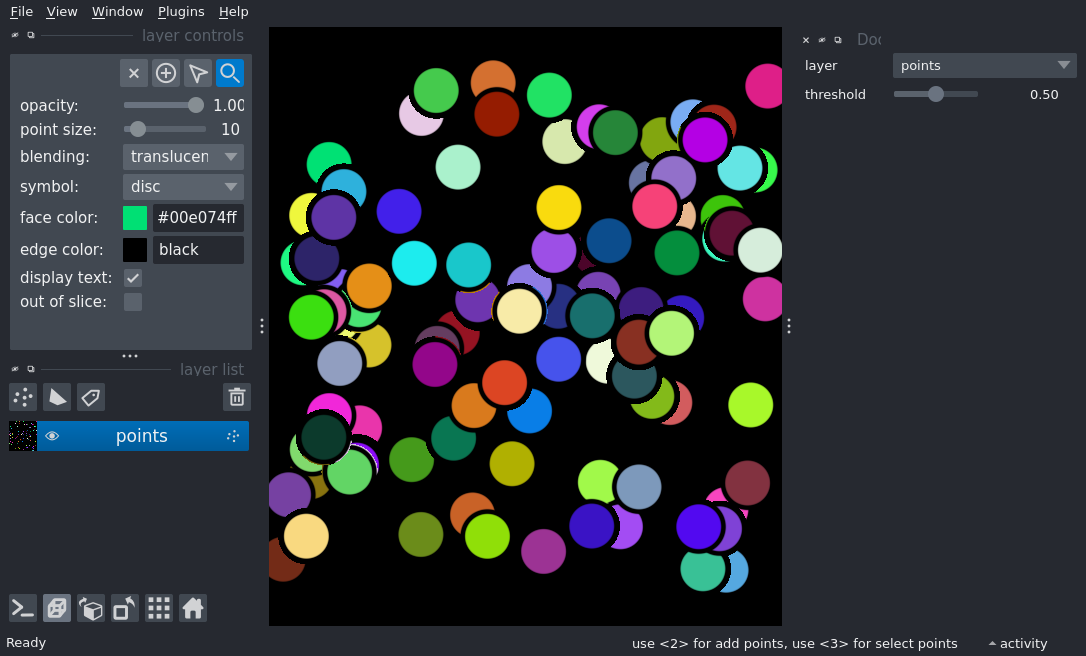 File View Window Plugins Help
layer controls
opacity: 1.00
point size: 10
blending: translucen
symbol: disc
face color: #00e074ff
edge color: black
display text:
out of slice:
layer list
points
Doc
layer points
threshold 0.50
Ready
use <2> for add points, use <3> for select points
activity